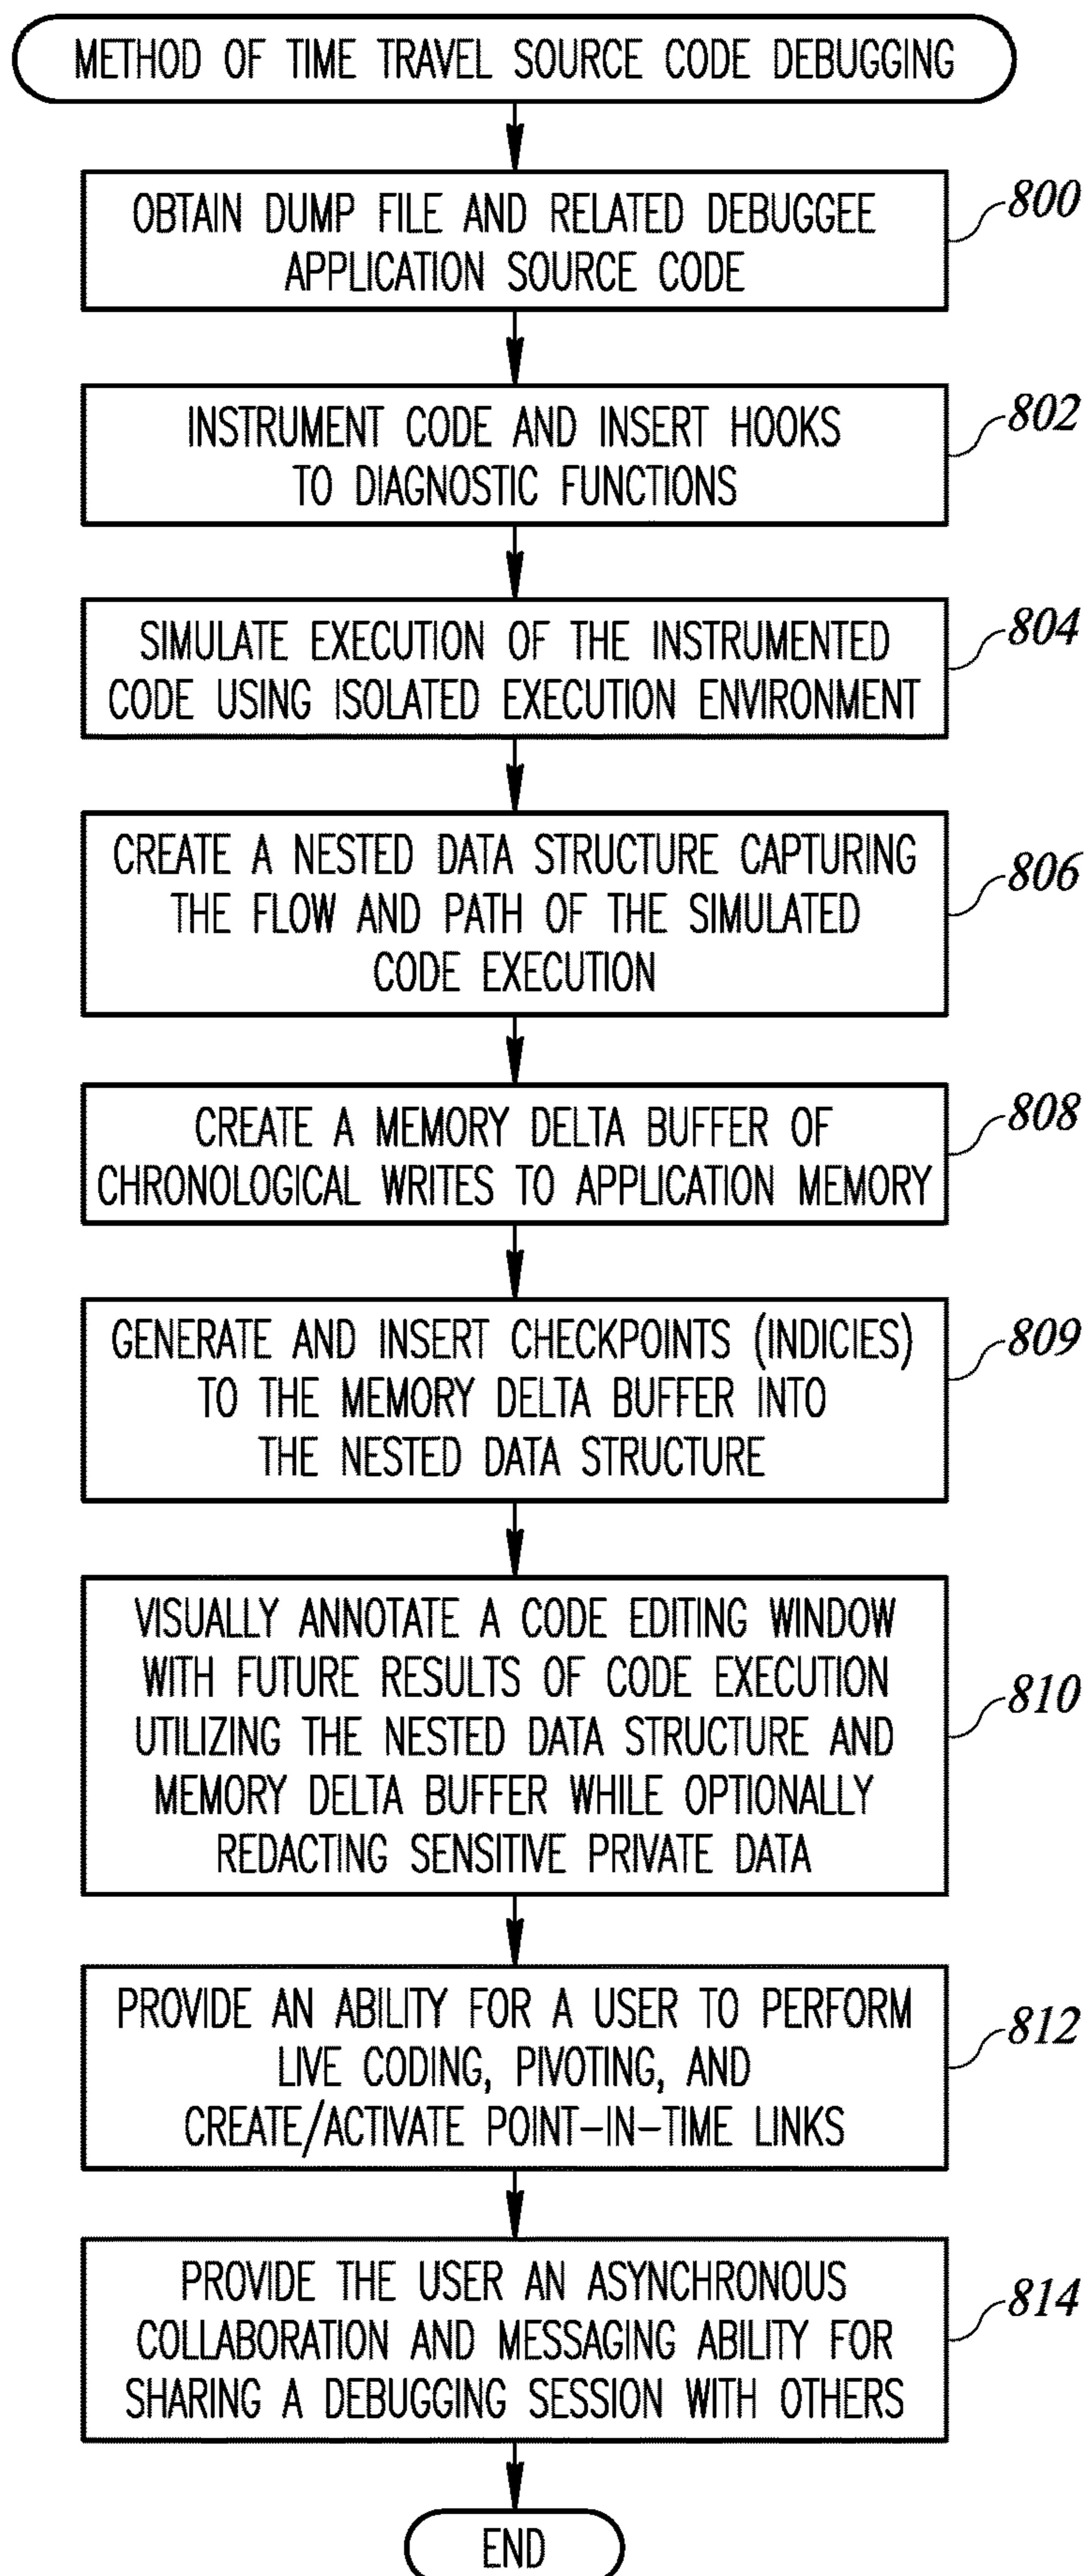 METHOD OF TIME TRAVEL SOURCE CODE DEBUGGING
OBTAIN DUMP FILE AND RELATED DEBUGGEE
APPLICATION SOURCE CODE
800
INSTRUMENT CODE AND INSERT HOOKS
TO DIAGNOSTIC FUNCTIONS
802
SIMULATE EXECUTION OF THE INSTRUMENTED
CODE USING ISOLATED EXECUTION ENVIRONMENT
804
CREATE A NESTED DATA STRUCTURE CAPTURING
THE FLOW AND PATH OF THE SIMULATED
CODE EXECUTION
806
CREATE A MEMORY DELTA BUFFER OF
CHRONOLOGICAL WRITES TO APPLICATION MEMORY
808
GENERATE AND INSERT CHECKPOINTS (INDICIES)
TO THE MEMORY DELTA BUFFER INTO
THE NESTED DATA STRUCTURE
809
VISUALLY ANNOTATE A CODE EDITING WINDOW
WITH FUTURE RESULTS OF CODE EXECUTION
UTILIZING THE NESTED DATA STRUCTURE AND
MEMORY DELTA BUFFER WHILE OPTIONALLY
REDACTING SENSITIVE PRIVATE DATA
810
PROVIDE AN ABILITY FOR A USER TO PERFORM
LIVE CODING, PIVOTING, AND
CREATE/ACTIVATE POINT-IN-TIME LINKS
812
PROVIDE THE USER AN ASYNCHRONOUS
COLLABORATION AND MESSAGING ABILITY FOR
SHARING A DEBUGGING SESSION WITH OTHERS
814
END